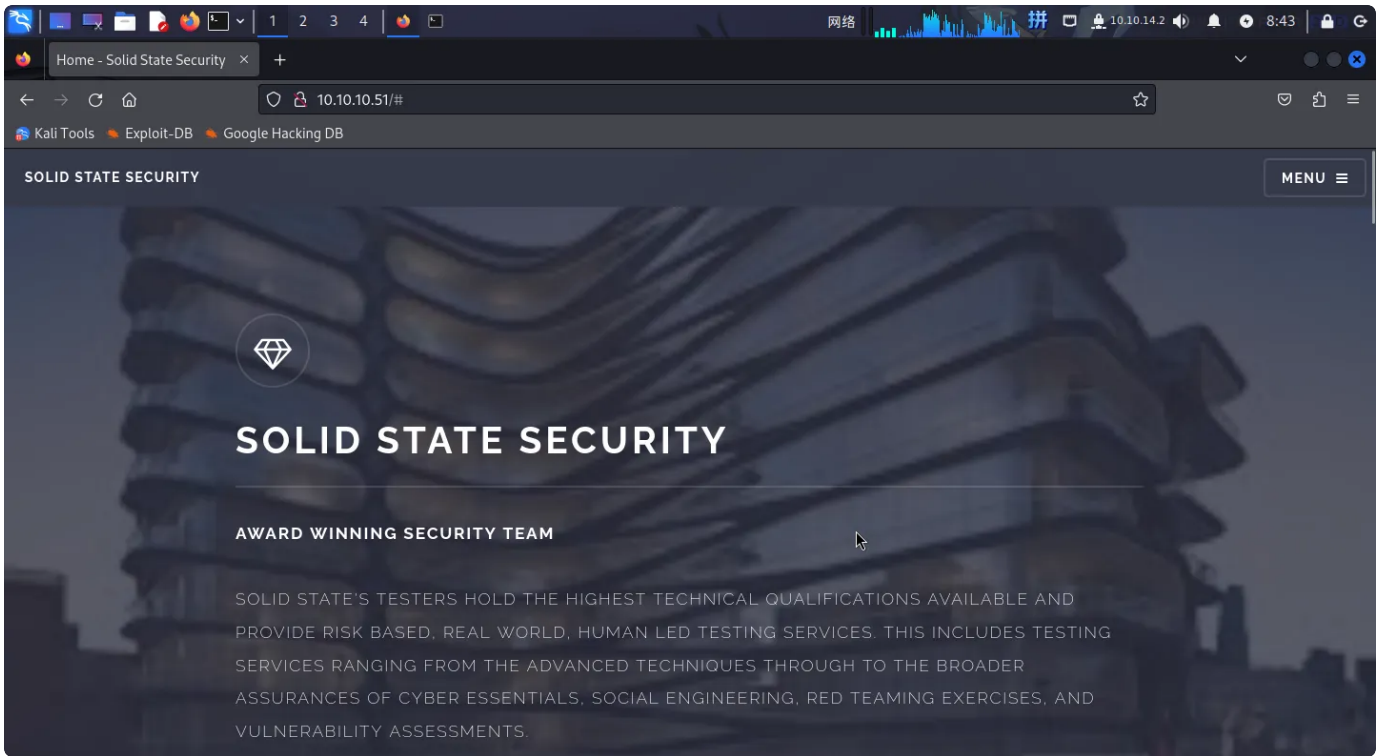 1 2 3 4 网络 拼 10.10.14.2 8:43
Home - Solid State Security
10.10.10.51/#
Kali Tools Exploit-DB Google Hacking DB
SOLID STATE SECURITY MENU
SOLID STATE SECURITY
AWARD WINNING SECURITY TEAM
SOLID STATE'S TESTERS HOLD THE HIGHEST TECHNICAL QUALIFICATIONS AVAILABLE AND
PROVIDE RISK BASED, REAL WORLD, HUMAN LED TESTING SERVICES. THIS INCLUDES TESTING
SERVICES RANGING FROM THE ADVANCED TECHNIQUES THROUGH TO THE BROADER
ASSURANCES OF CYBER ESSENTIALS, SOCIAL ENGINEERING, RED TEAMING EXERCISES, AND
VULNERABILITY ASSESSMENTS.